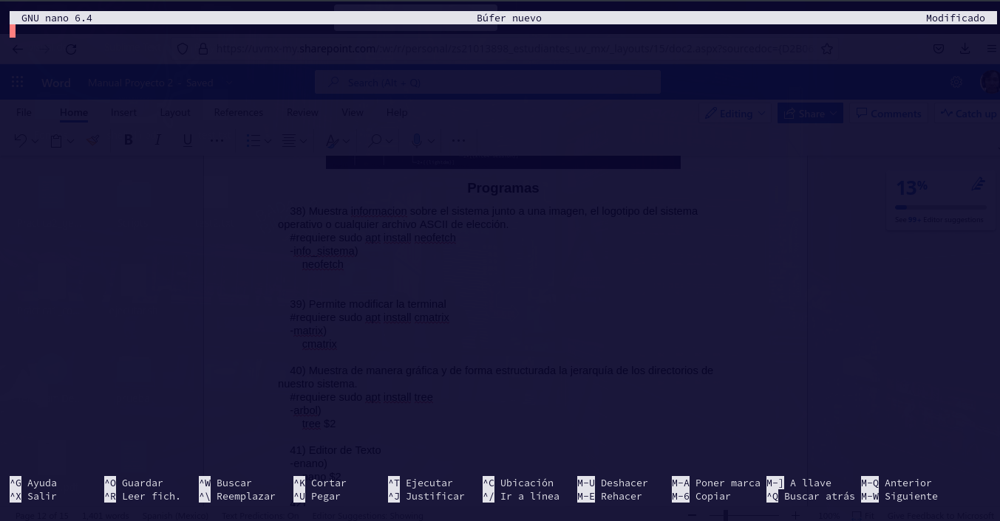 GNU nano 6.4 Búfer nuevo Modificado
https://uvmx-my.sharepoint.com/:w:/r/personal/zs21013898_estudiantes_uv_mx/_layouts/15/doc2.aspx?sourcedoc=
Word Manual Proyecto 2 - Saved Search (Alt + Q)
File Home Insert Layout References Review View Help Editing Share Comments Catch up
B I U
Programas
13%
38) Muestra informacion sobre el sistema junto a una imagen, el logotipo del sistema
operativo o cualquier archivo ASCII de elección.
See 99+ Editor suggestions
#requiere sudo apt install neofetch
-info_sistema)
neofetch
39) Permite modificar la terminal
#requiere sudo apt install cmatrix
-matrix)
cmatrix
40) Muestra de manera gráfica y de forma estructurada la jerarquía de los directorios de
nuestro sistema.
#requiere sudo apt install tree
-arbol)
tree $2
41) Editor de Texto
-enano)
nano $2
^G Ayuda ^O Guardar ^W Buscar ^K Cortar ^T Ejecutar ^C Ubicación M-U Deshacer M-A Poner marca M-] A llave M-Q Anterior
^X Salir ^R Leer fich. ^\ Reemplazar ^U Pegar ^J Justificar ^/ Ir a línea M-E Rehacer M-6 Copiar ^Q Buscar atrás M-W Siguiente
Page 12 of 15 1,401 words Spanish (Mexico) Text Predictions: On Editor Suggestions: Showing 100% Fit Give Feedback to Microsoft